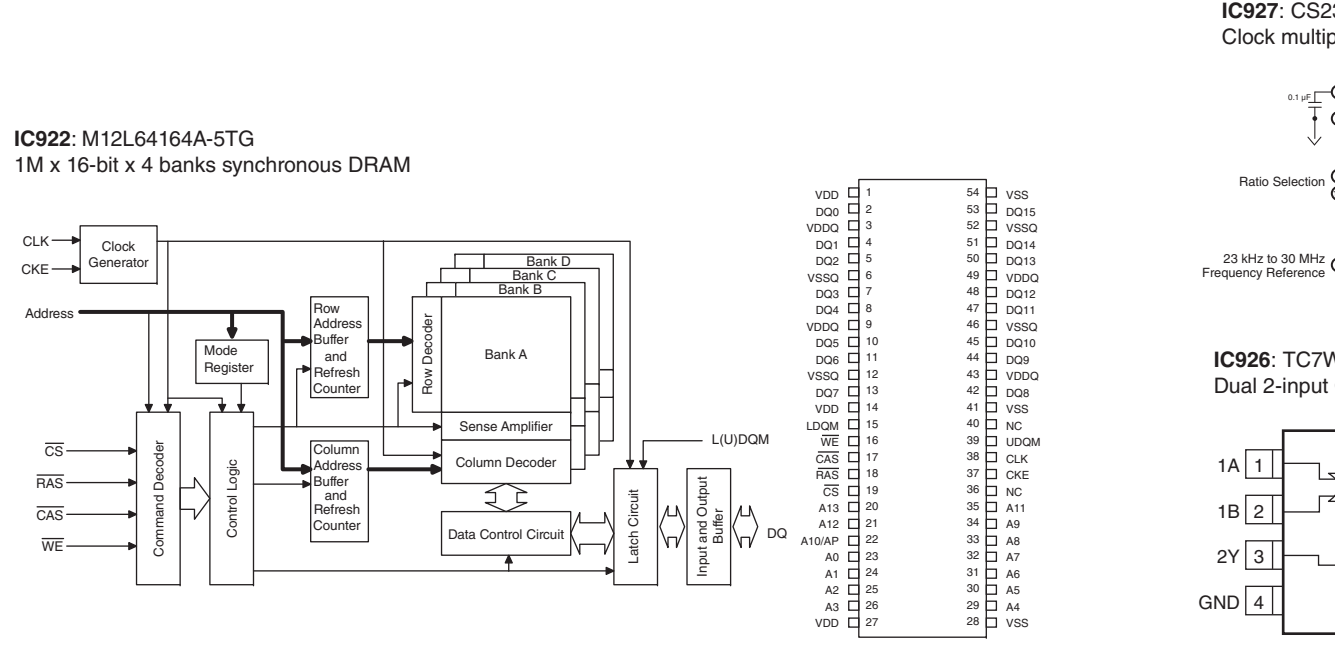 IC922: M12L64164A-5TG
1M x 16-bit x 4 banks synchronous DRAM
CLK
CKE
Clock
Generator
Address
Mode
Register
Row
Address
Buffer
and
Refresh
Counter
Column
Address
Buffer
and
Refresh
Counter
Bank D
Bank C
Bank B
Bank A
Row Decoder
Sense Amplifier
Column Decoder
Data Control Circuit
C̅S̅
R̅A̅S̅
C̅A̅S̅
W̅E̅
Command Decoder
Control Logic
L(U)DQM
Latch Circuit
Input and Output
Buffer
DQ
VDD 1 54 VSS
DQ0 2 53 DQ15
VDDQ 3 52 VSSQ
DQ1 4 51 DQ14
DQ2 5 50 DQ13
VSSQ 6 49 VDDQ
DQ3 7 48 DQ12
DQ4 8 47 DQ11
VDDQ 9 46 VSSQ
DQ5 10 45 DQ10
DQ6 11 44 DQ9
VSSQ 12 43 VDDQ
DQ7 13 42 DQ8
VDD 14 41 VSS
LDQM 15 40 NC
W̅E̅ 16 39 UDQM
C̅A̅S̅ 17 38 CLK
R̅A̅S̅ 18 37 CKE
C̅S̅ 19 36 NC
A13 20 35 A11
A12 21 34 A9
A10/AP 22 33 A8
A0 23 32 A7
A1 24 31 A6
A2 25 30 A5
A3 26 29 A4
VDD 27 28 VSS
IC927: CS23
Clock multip
0.1 µF
Ratio Selection
23 kHz to 30 MHz
Frequency Reference
IC926: TC7W
Dual 2-input
1A 1
1B 2
2Y 3
GND 4